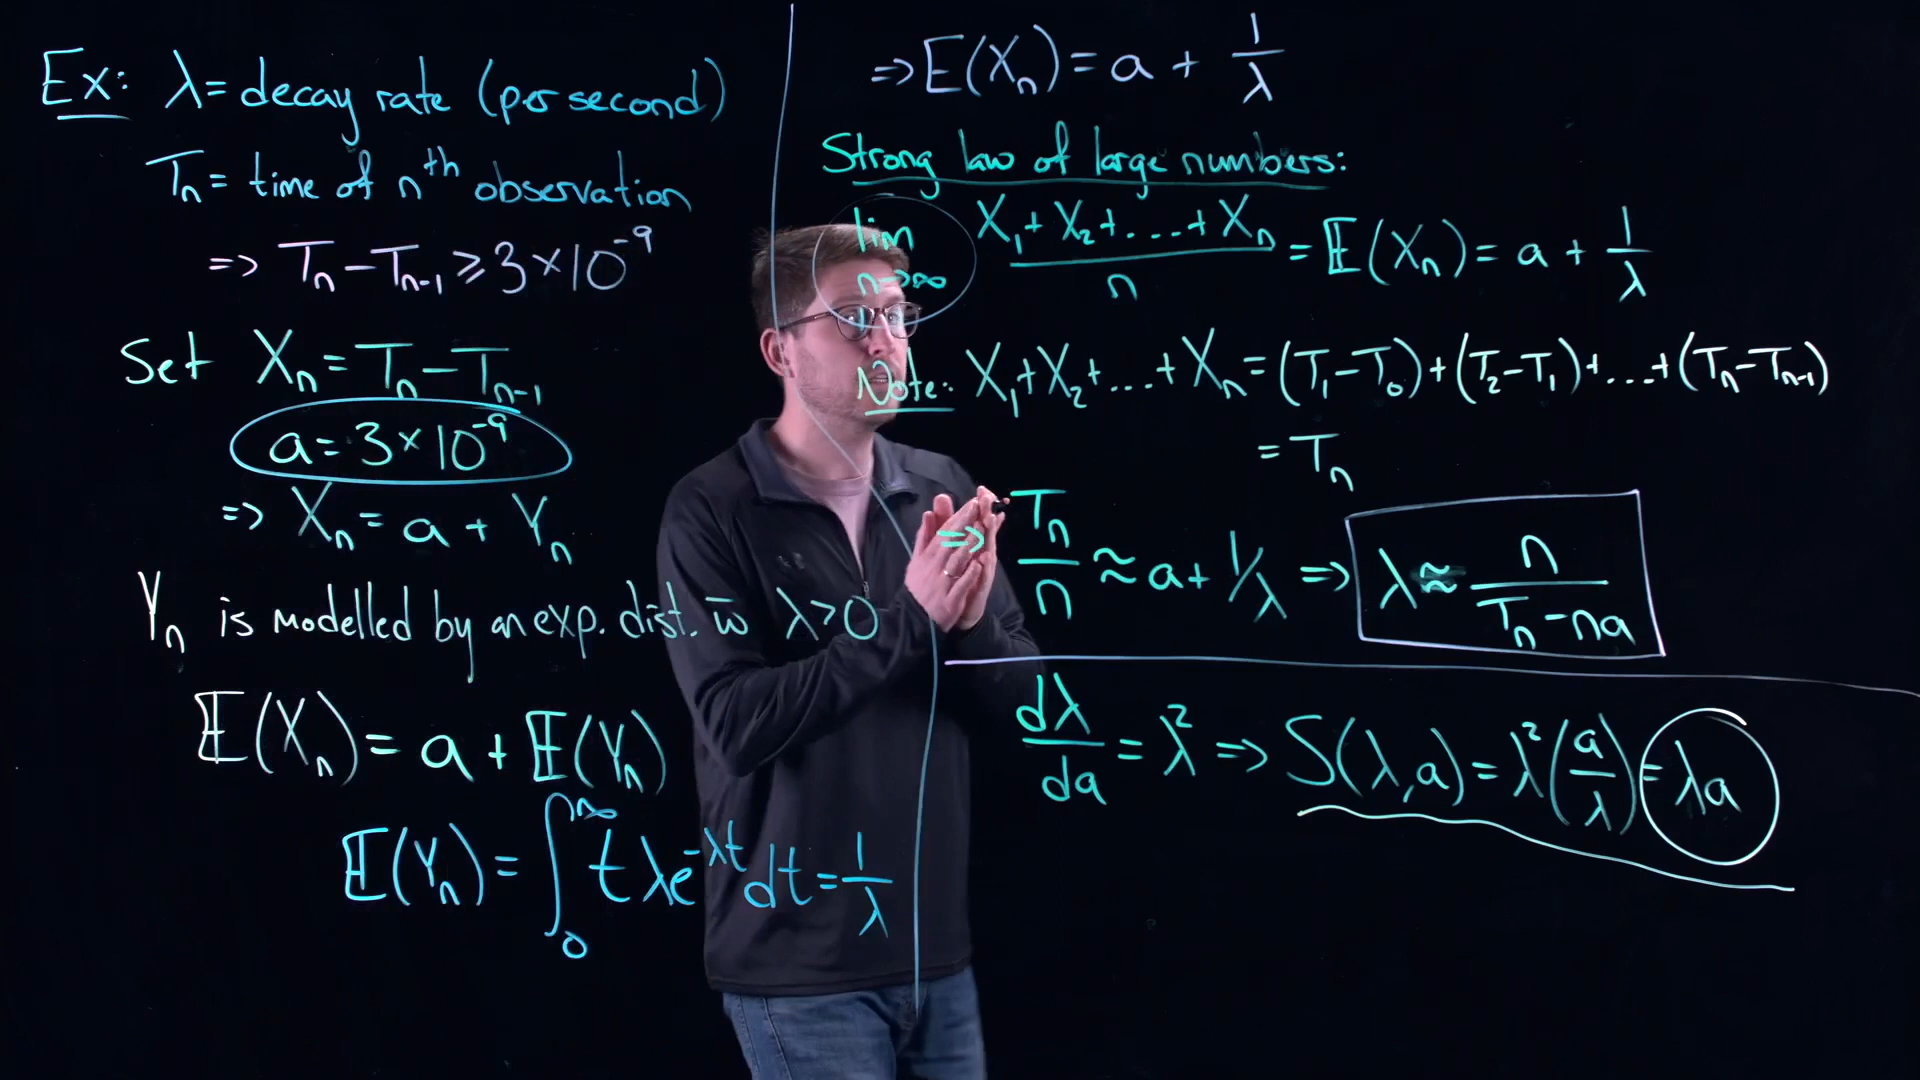 Ex: λ = decay rate (per second)
Tₙ = time of nᵗʰ observation
=> Tₙ - Tₙ₋₁ ⩾ 3 × 10⁻⁹
Set Xₙ = Tₙ - Tₙ₋₁
a = 3 × 10⁻⁹
=> Xₙ = a + Yₙ
Yₙ is modelled by an exp. dist. w̄ λ > 0
𝔼(Xₙ) = a + 𝔼(Yₙ)
𝔼(Yₙ) = ∫₀^∞ t λe^(-λt) dt = 1/λ
=> 𝔼(Xₙ) = a + 1/λ
Strong law of large numbers:
lim n→∞ (X₁ + X₂ + .... + Xₙ)/n = 𝔼(Xₙ) = a + 1/λ
Note: X₁ + X₂ + .... + Xₙ = (T₁ - T₀) + (T₂ - T₁) + .... + (Tₙ - Tₙ₋₁)
= Tₙ
=> Tₙ/n ≈ a + 1/λ => λ ≈ n/(Tₙ - na)
dλ/da = λ² => S(λ, a) = λ²(a/λ) = λa